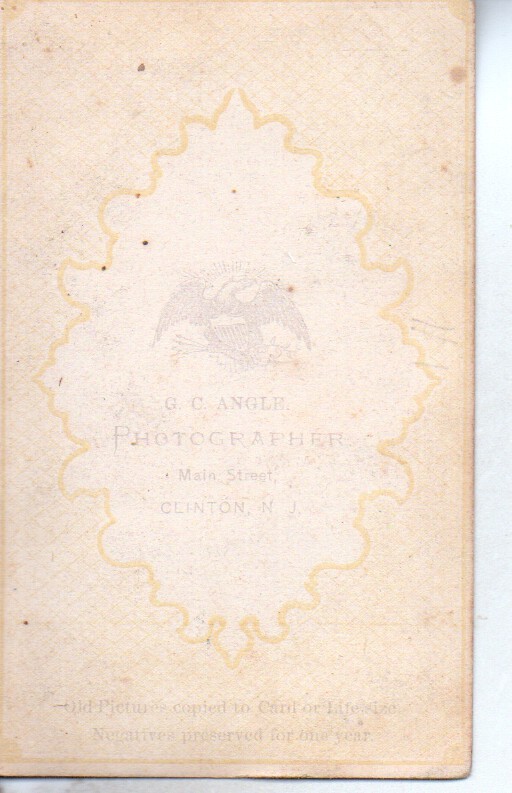 G. C. ANGLE.
PHOTOGRAPHER
Main Street,
CLINTON, N. J.
Old Pictures copied to Card or Life size.
Negatives preserved for one year.